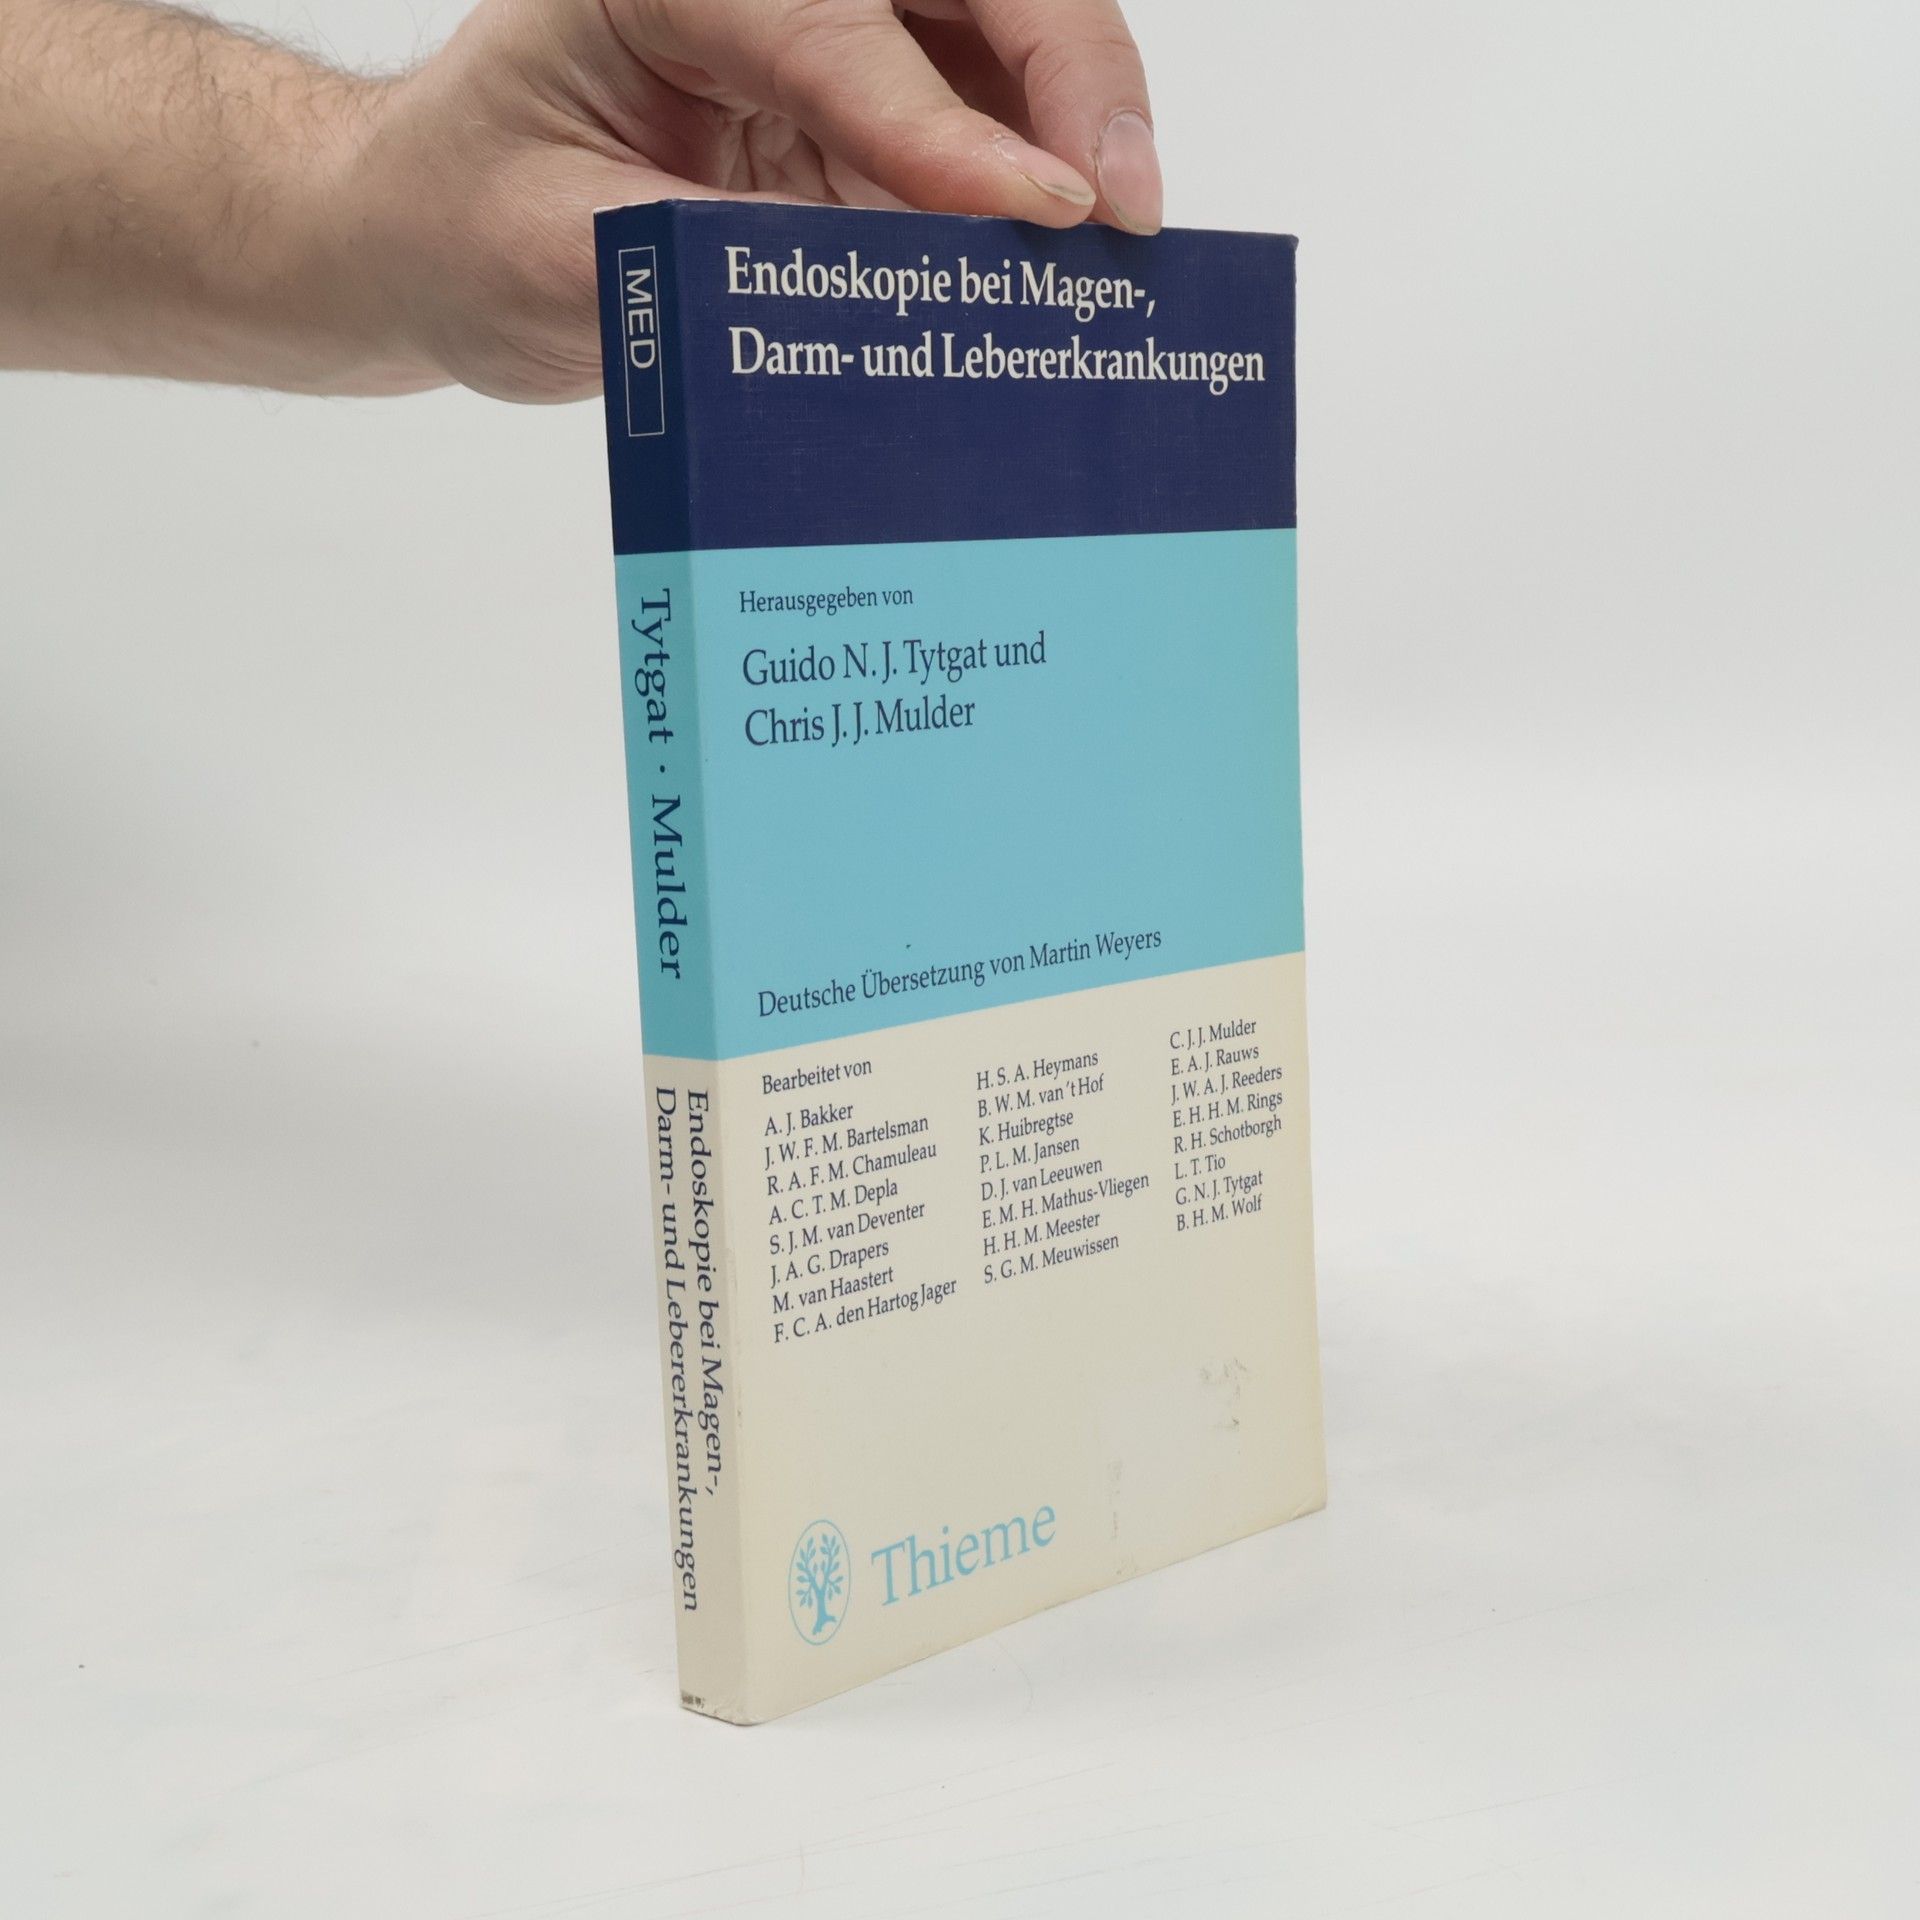 MED
Tytgat · Mulder
Endoskopie bei Magen-,
Darm- und Lebererkrankungen
Endoskopie bei Magen-,
Darm- und Lebererkrankungen
Herausgegeben von
Guido N. J. Tytgat und
Chris J. J. Mulder
Deutsche Übersetzung von Martin Weyers
Bearbeitet von
A. J. Bakker
J. W. F. M. Bartelsman
R. A. F. M. Chamuleau
A. C. T. M. Depla
S. J. M. van Deventer
J. A. G. Drapers
M. van Haastert
F. C. A. den Hartog Jager
H. S. A. Heymans
B. W. M. van 't Hof
K. Huibregtse
P. L. M. Jansen
D. J. van Leeuwen
E. M. H. Mathus-Vliegen
H. H. M. Meester
S. G. M. Meuwissen
C. J. J. Mulder
E. A. J. Rauws
J. W. A. J. Reeders
E. H. H. M. Rings
R. H. Schotborgh
L. T. Tio
G. N. J. Tytgat
B. H. M. Wolf
Thieme